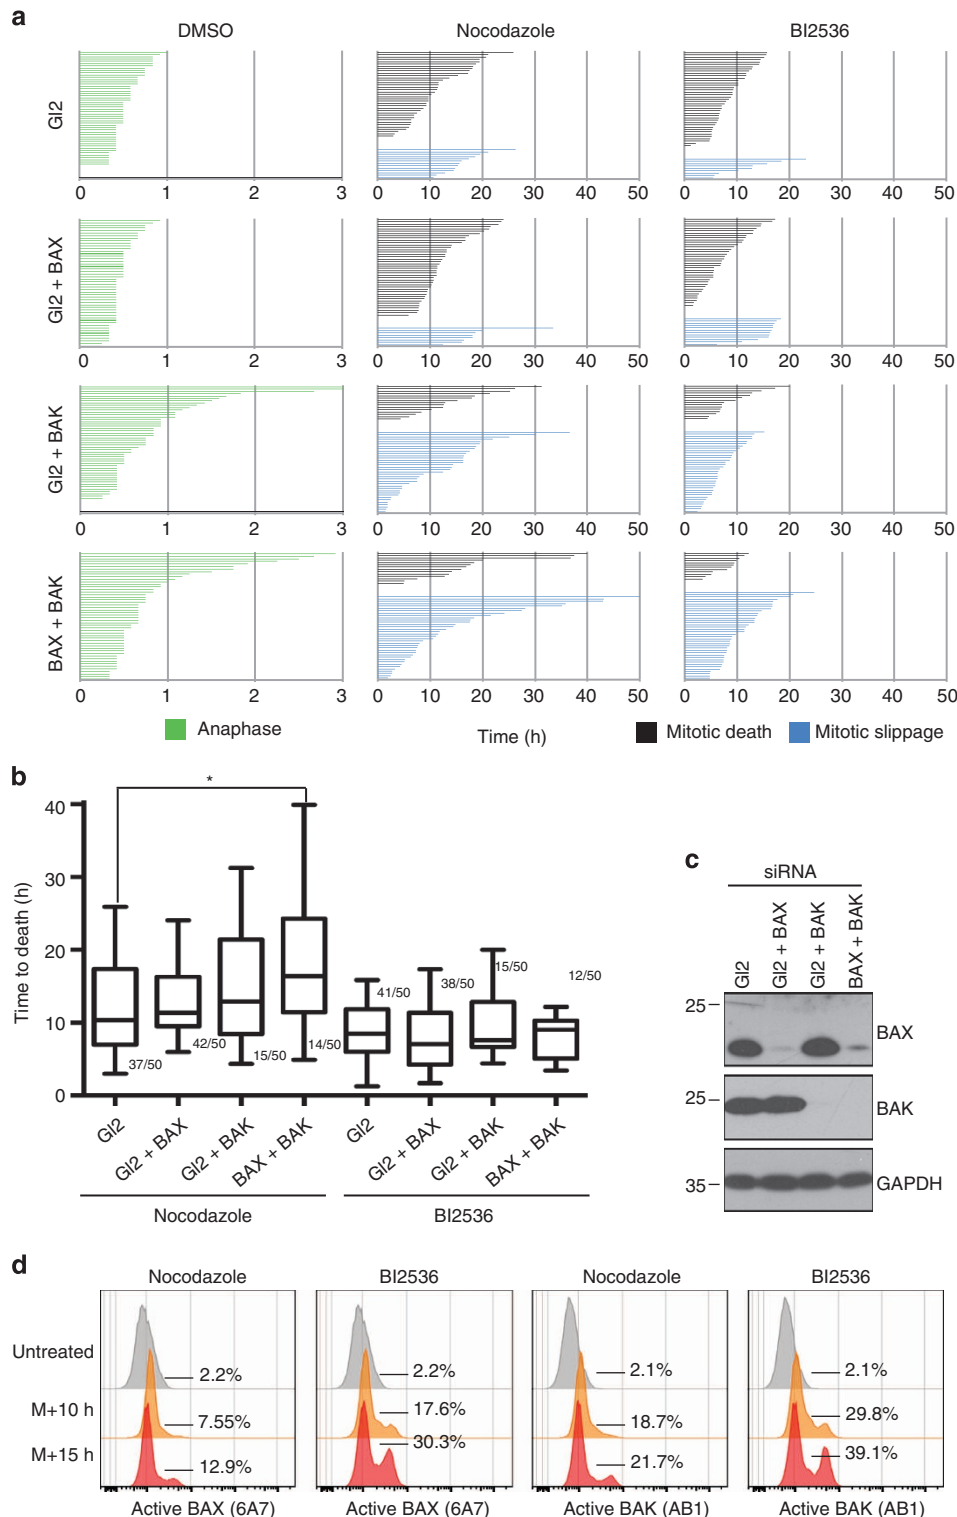 a
DMSO
Nocodazole
BI2536
Gl2
0 1 2 3
0 10 20 30 40 50
0 10 20 30 40 50
Gl2 + BAX
0 1 2 3
0 10 20 30 40 50
0 10 20 30 40 50
Gl2 + BAK
0 1 2 3
0 10 20 30 40 50
0 10 20 30 40 50
BAX + BAK
0 1 2 3
0 10 20 30 40 50
0 10 20 30 40 50
Anaphase
Time (h)
Mitotic death
Mitotic slippage
b
Time to death (h)
40
30
20
10
0
*
37/50
42/50
15/50
14/50
41/50
38/50
15/50
12/50
Gl2
Gl2 + BAX
Gl2 + BAK
BAX + BAK
Gl2
Gl2 + BAX
Gl2 + BAK
BAX + BAK
Nocodazole
BI2536
c
siRNA
Gl2
Gl2 + BAX
Gl2 + BAK
BAX + BAK
25
BAX
25
BAK
35
GAPDH
d
Nocodazole
BI2536
Nocodazole
BI2536
Untreated
2.2%
2.2%
2.1%
2.1%
M+10 h
7.55%
17.6%
18.7%
29.8%
M+15 h
12.9%
30.3%
21.7%
39.1%
Active BAX (6A7)
Active BAX (6A7)
Active BAK (AB1)
Active BAK (AB1)